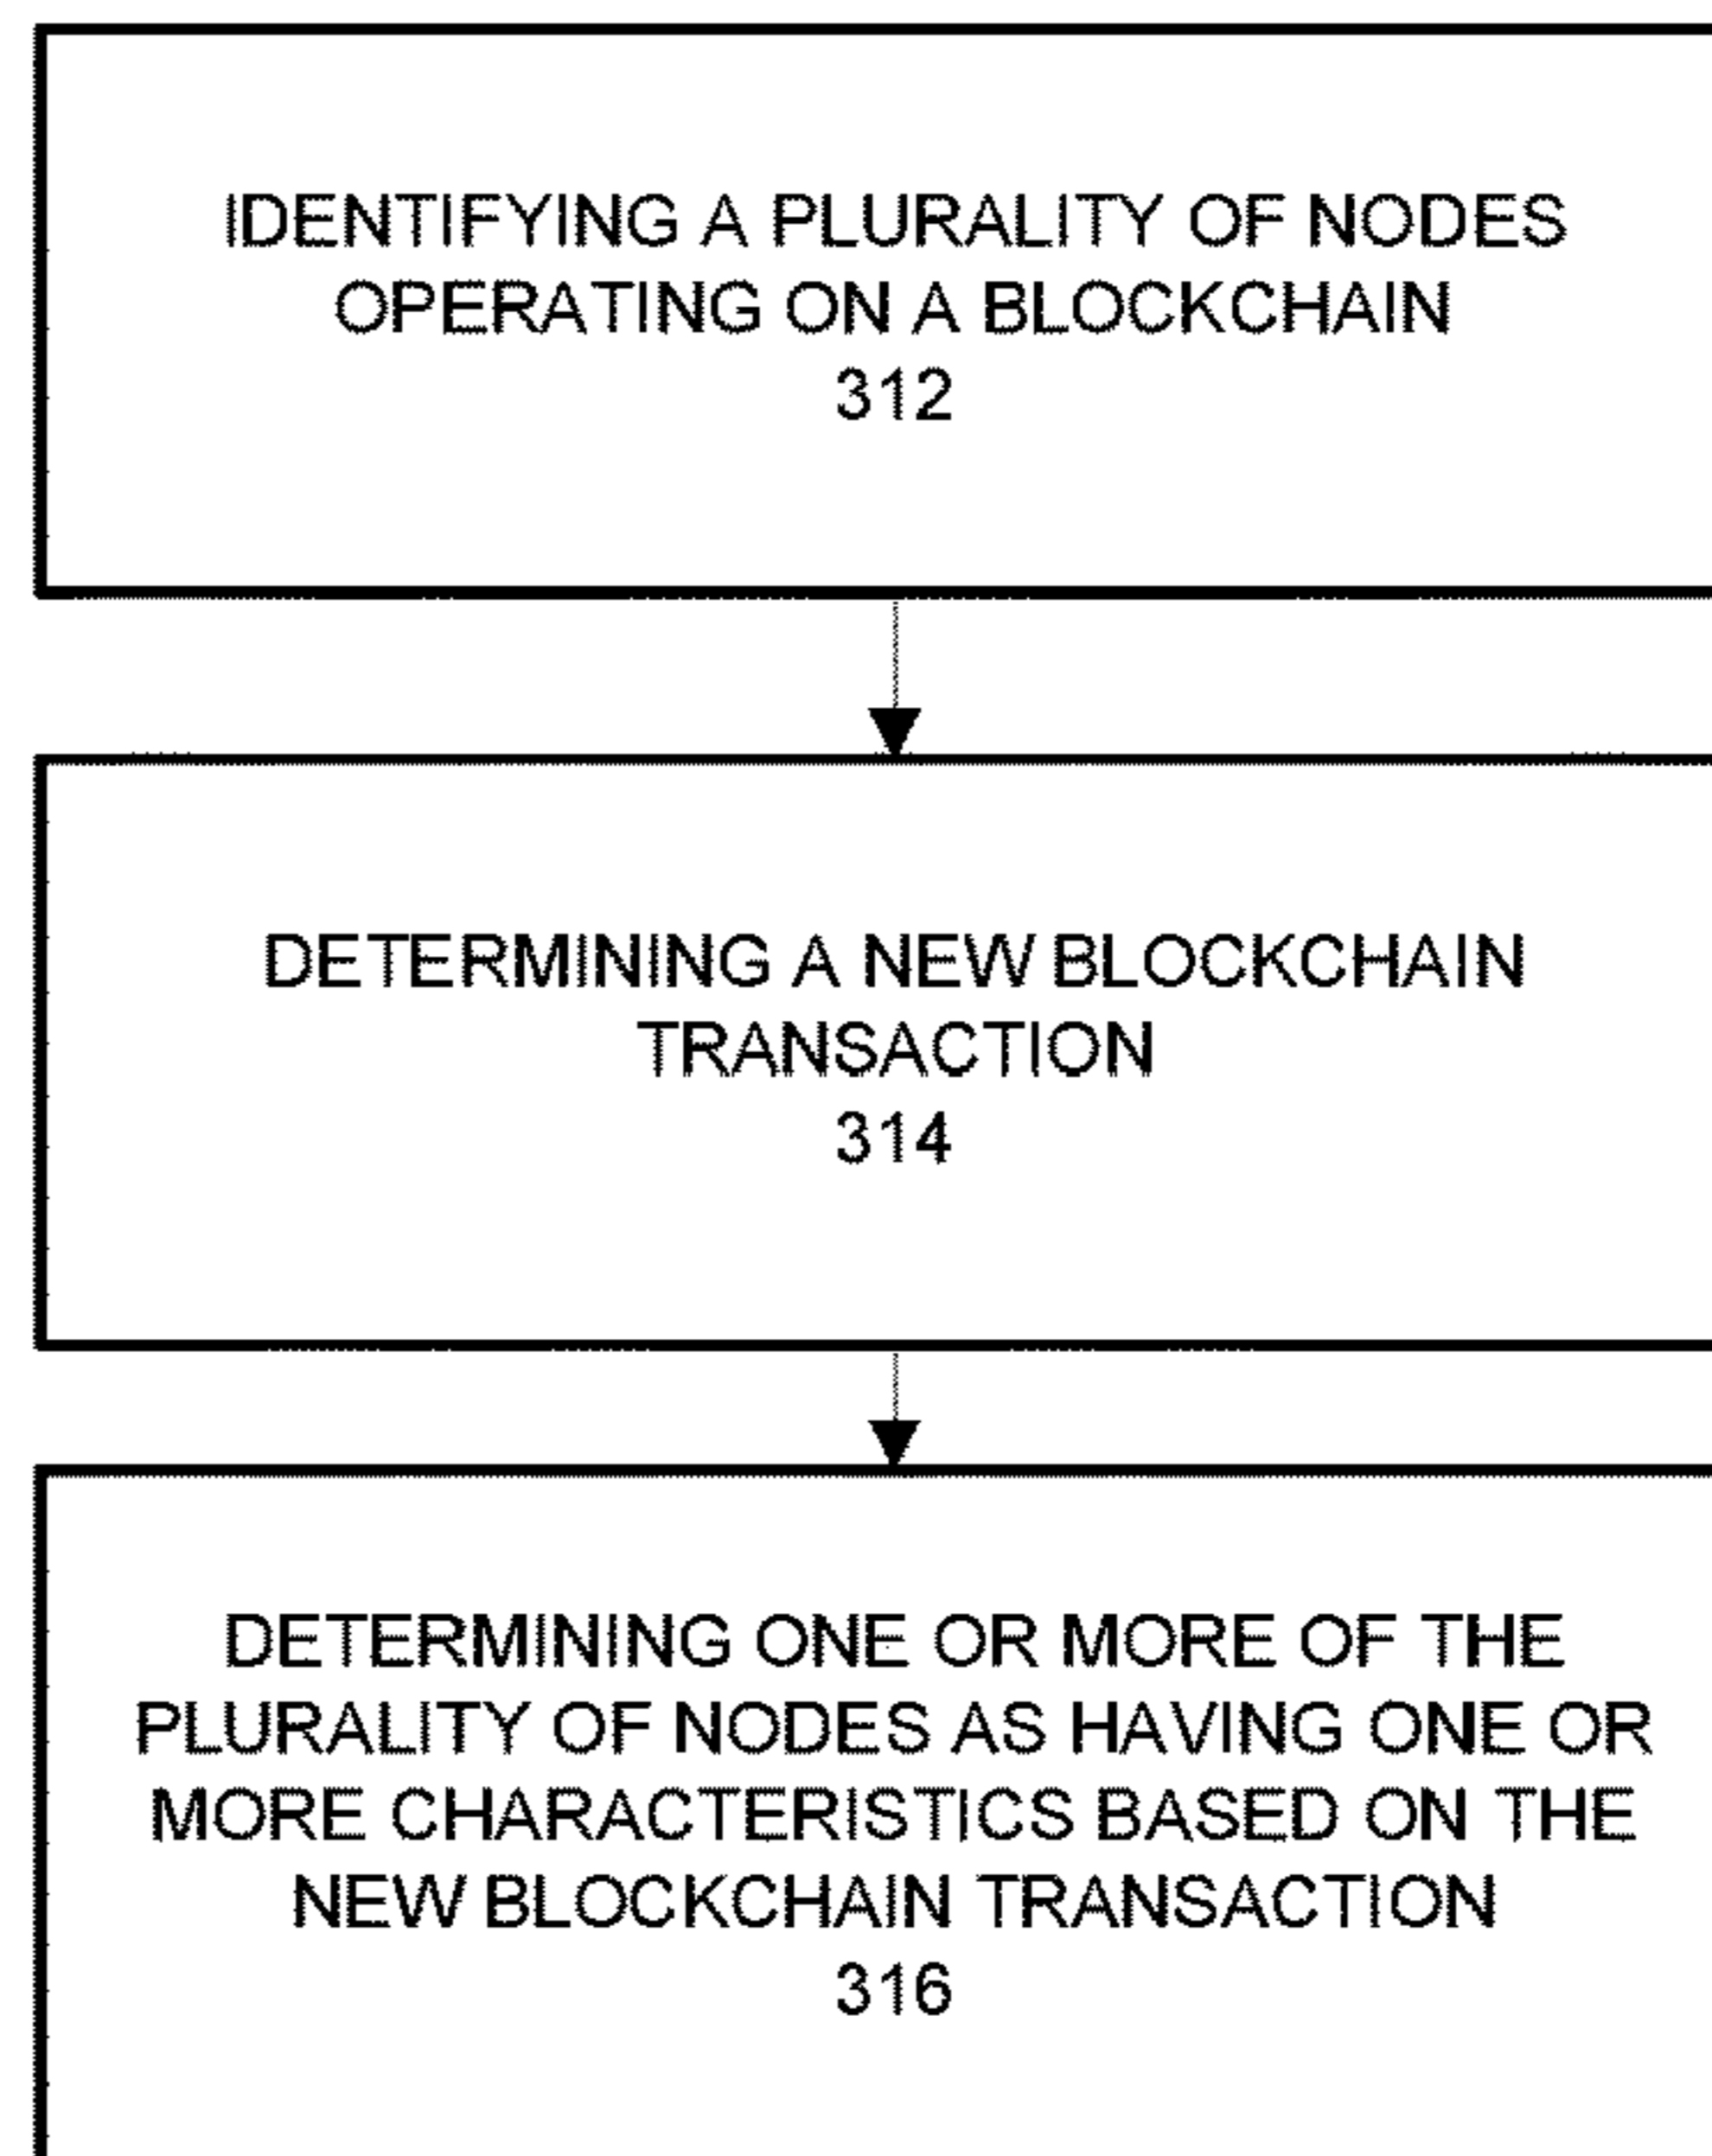 IDENTIFYING A PLURALITY OF NODES
OPERATING ON A BLOCKCHAIN
312
DETERMINING A NEW BLOCKCHAIN
TRANSACTION
314
DETERMINING ONE OR MORE OF THE
PLURALITY OF NODES AS HAVING ONE OR
MORE CHARACTERISTICS BASED ON THE
NEW BLOCKCHAIN TRANSACTION
316